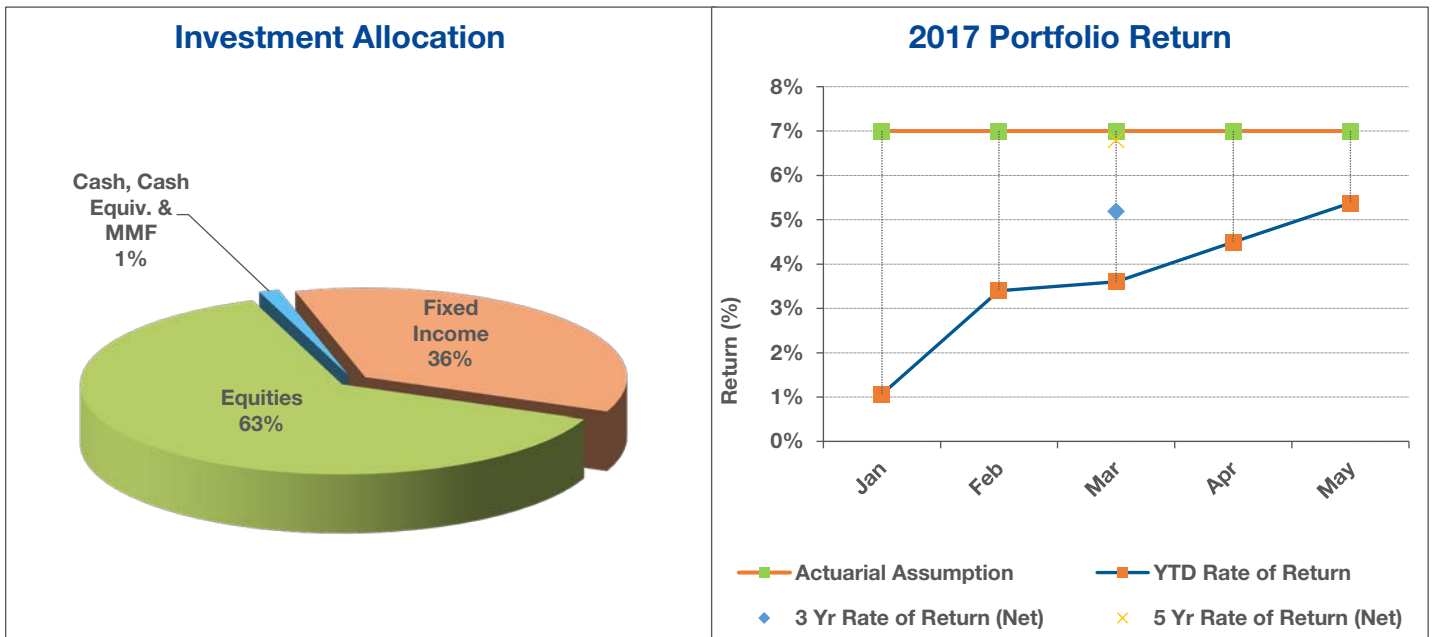 Investment Allocation
Cash, Cash
Equiv. &
MMF
1%
Fixed
Income
36%
Equities
63%
2017 Portfolio Return
Return (%)
8%
7%
6%
5%
4%
3%
2%
1%
0%
Jan
Feb
Mar
Apr
May
Actuarial Assumption
YTD Rate of Return
3 Yr Rate of Return (Net)
5 Yr Rate of Return (Net)